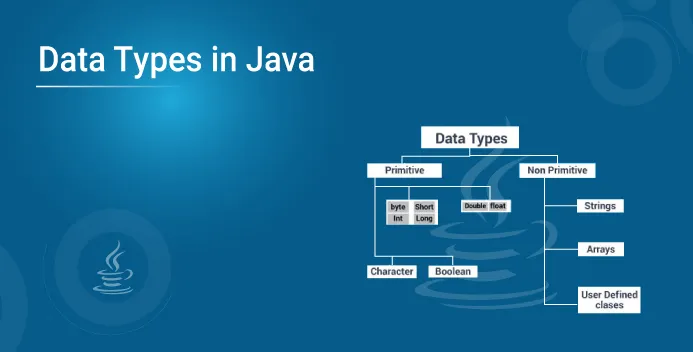 Data Types in Java
Data Types
Primitive
Non Primitive
byte Short
Int Long
Double float
Strings
Arrays
Character
Boolean
User Defined
clases